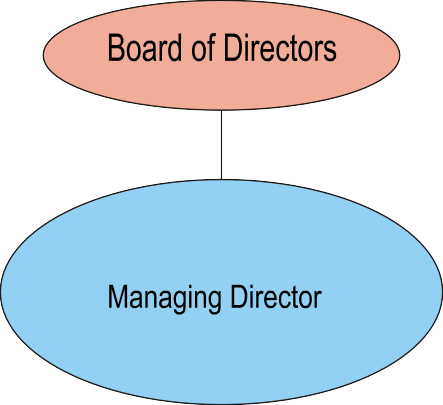 Board of Directors
Managing Director